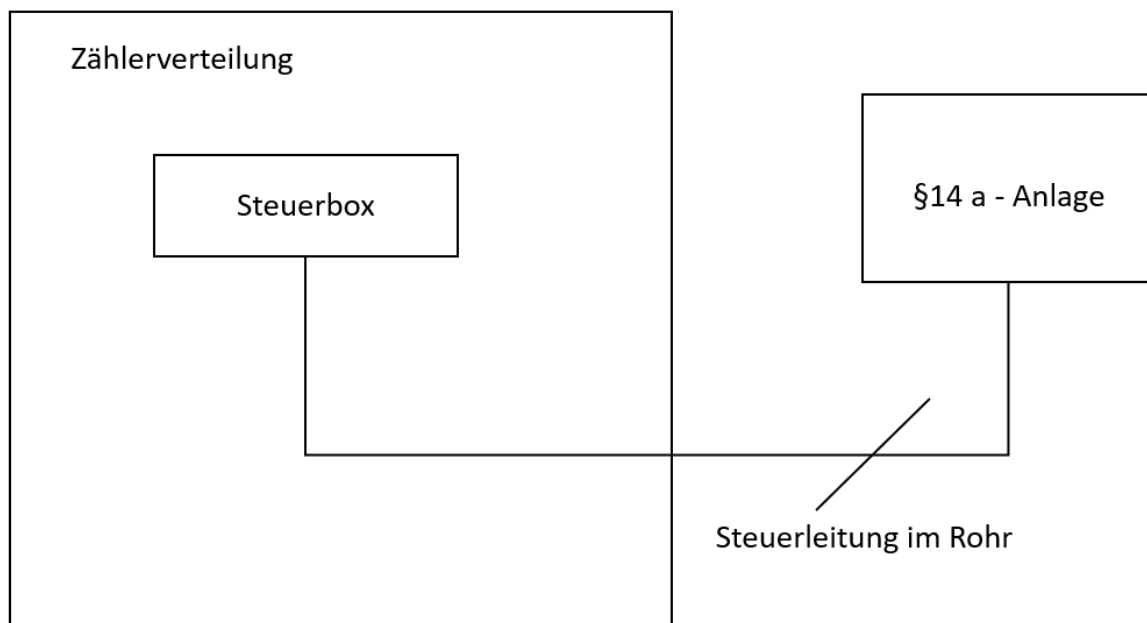 Zählerverteilung
Steuerbox
§14 a - Anlage
Steuerleitung im Rohr